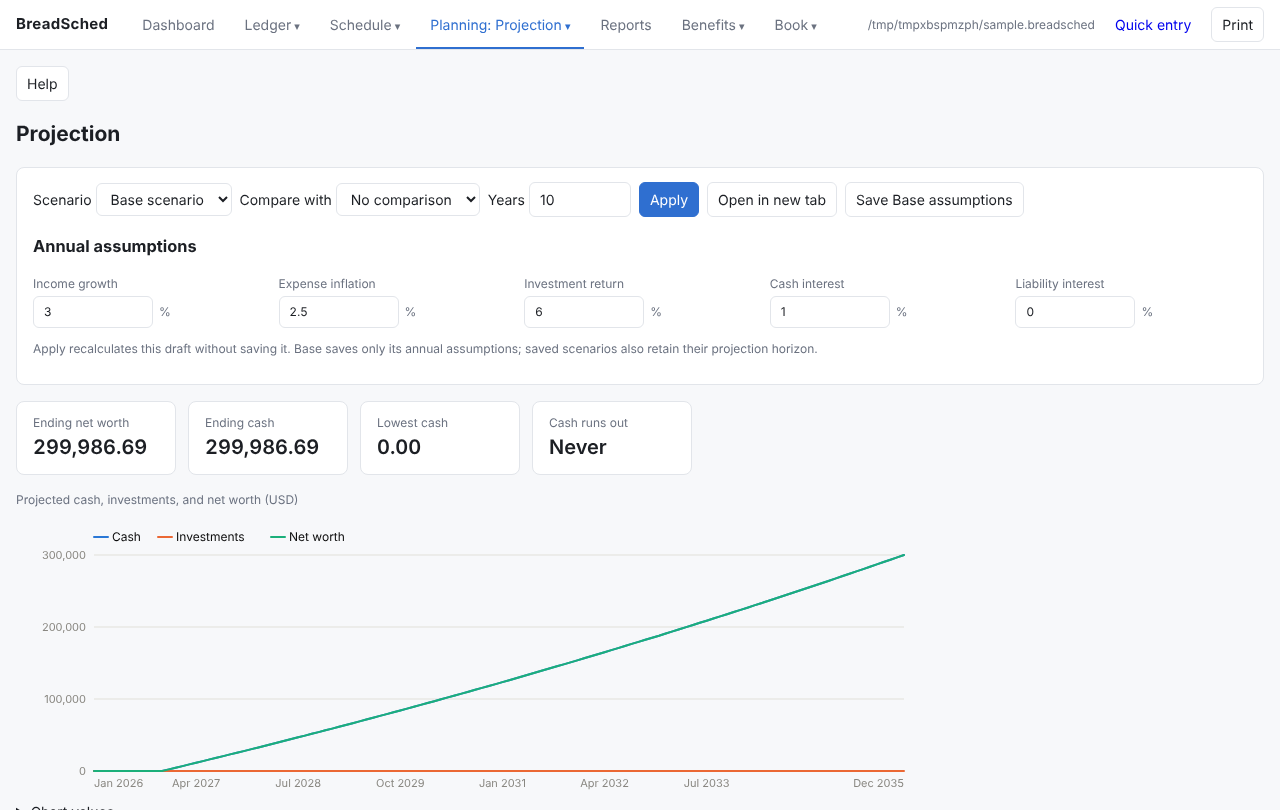 BreadSched Dashboard Ledger ▾ Schedule ▾ Planning: Projection ▾ Reports Benefits ▾ Book ▾ /tmp/tmpxbspmzph/sample.breadsched Quick entry Print
Help
Projection
Scenario Base scenario Compare with No comparison Years 10 Apply Open in new tab Save Base assumptions
Annual assumptions
Income growth Expense inflation Investment return Cash interest Liability interest
3 % 2.5 % 6 % 1 % 0 %
Apply recalculates this draft without saving it. Base saves only its annual assumptions; saved scenarios also retain their projection horizon.
Ending net worth Ending cash Lowest cash Cash runs out
299,986.69 299,986.69 0.00 Never
Projected cash, investments, and net worth (USD)
Cash Investments Net worth
300,000
200,000
100,000
0
Jan 2026 Apr 2027 Jul 2028 Oct 2029 Jan 2031 Apr 2032 Jul 2033 Dec 2035
Chart values